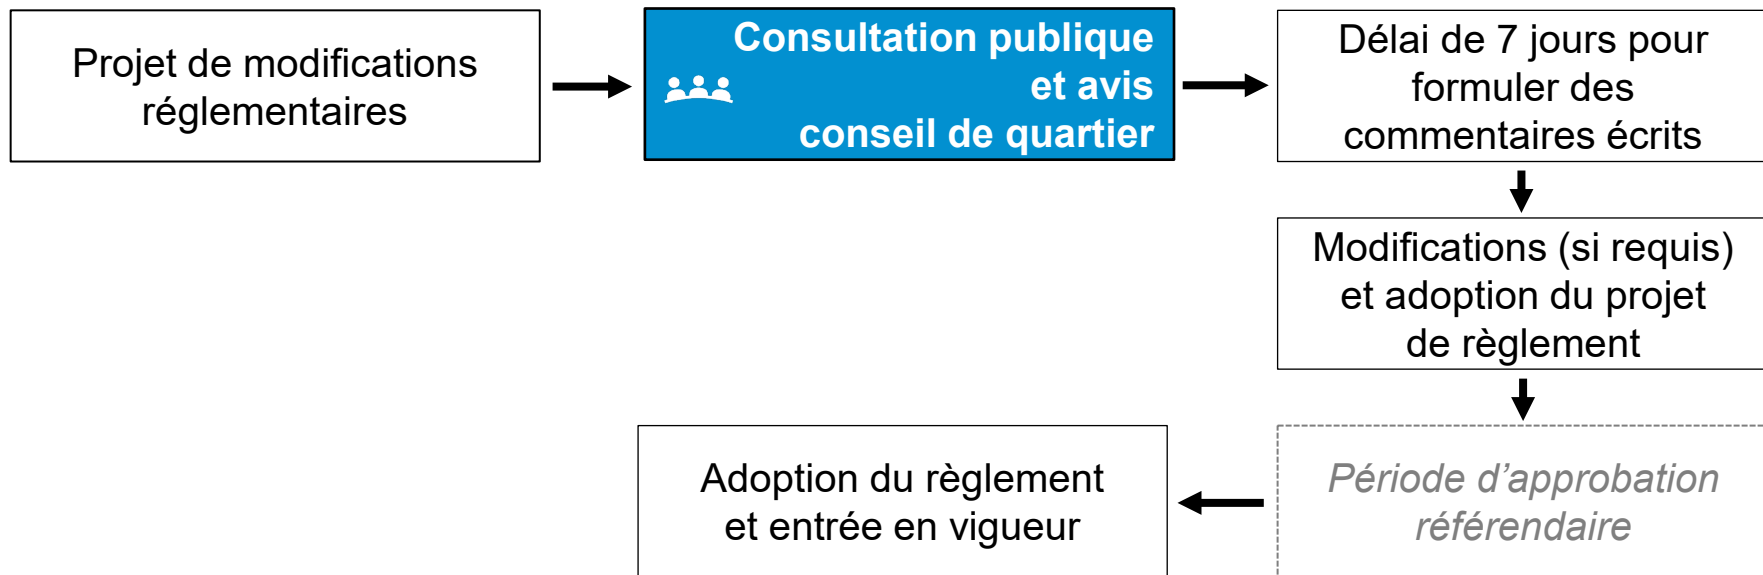 Projet de modifications
réglementaires
Consultation publique
et avis
conseil de quartier
Délai de 7 jours pour
formuler des
commentaires écrits
Modifications (si requis)
et adoption du projet
de règlement
Période d’approbation
référendaire
Adoption du règlement
et entrée en vigueur